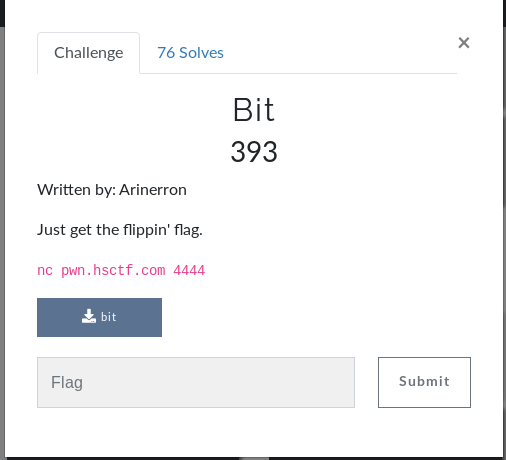 Challenge
76 Solves
×
Bit
393
Written by: Arinerron
Just get the flippin' flag.
nc pwn.hsctf.com 4444
bit
Flag
Submit